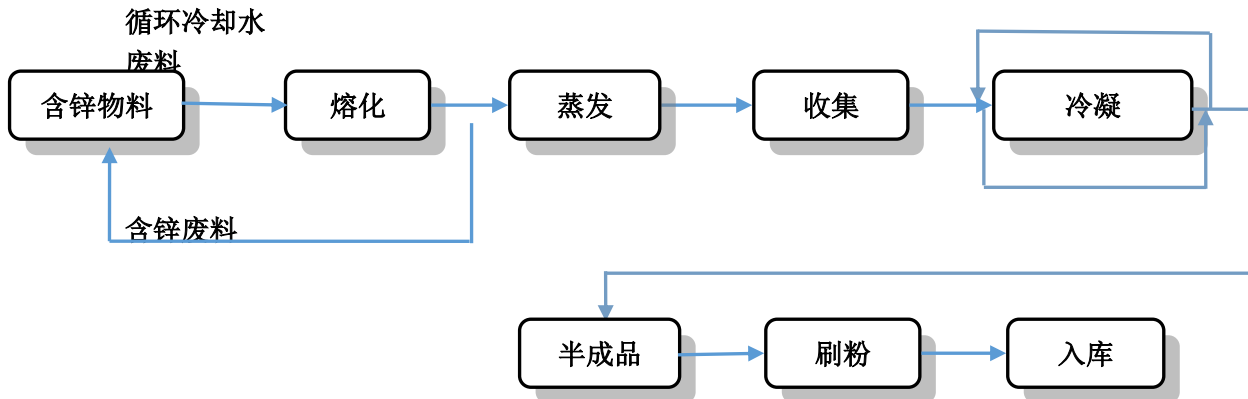 循环冷却水
废料
含锌物料
熔化
蒸发
收集
冷凝
含锌废料
半成品
刷粉
入库